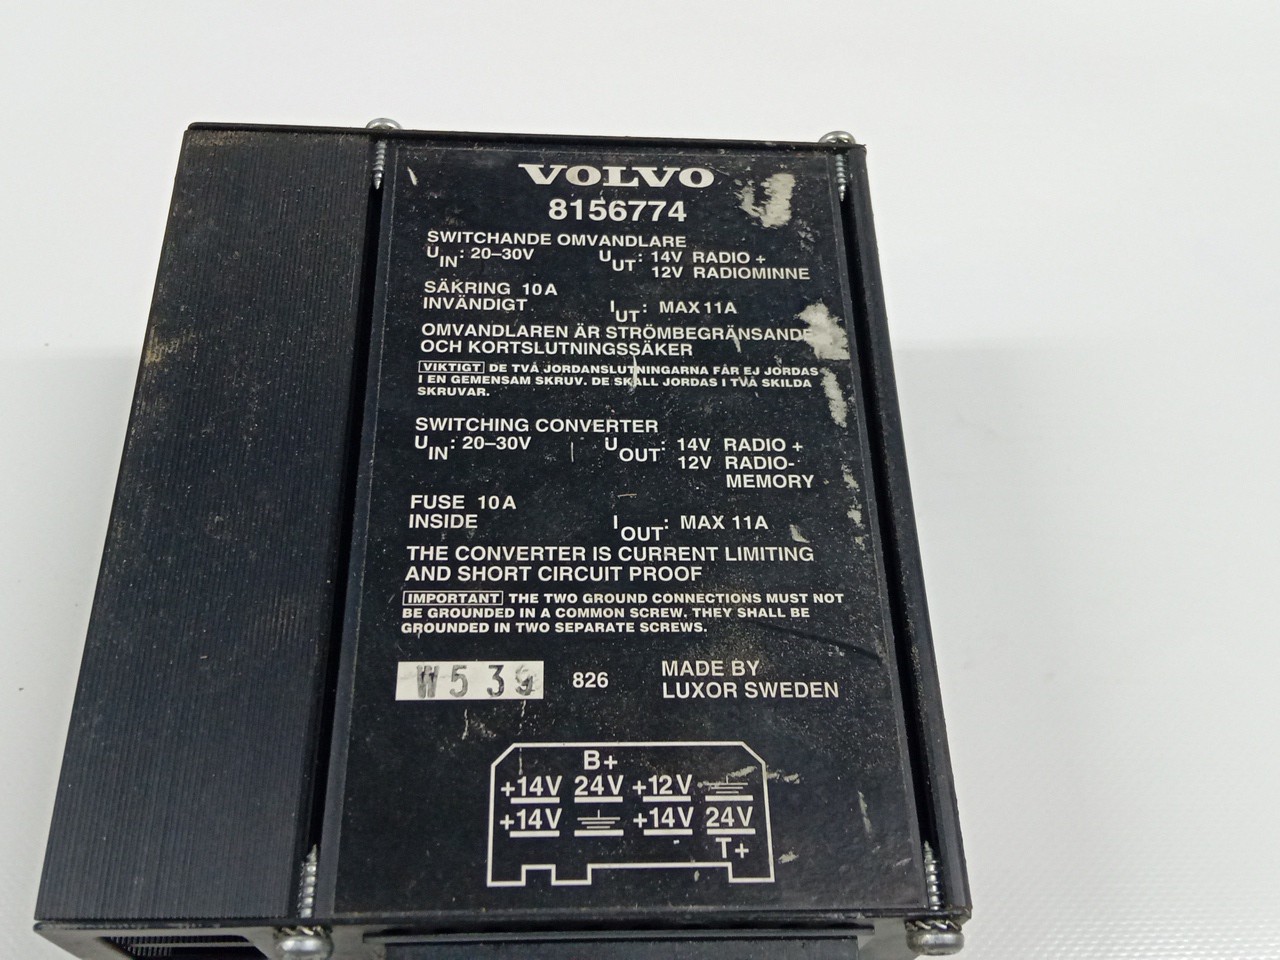 VOLVO
8156774
SWITCHANDE OMVANDLARE
UIN: 20–30V UUT: 14V RADIO +
12V RADIOMINNE
SÄKRING 10A
INVÄNDIGT IUT: MAX 11A
OMVANDLAREN ÄR STRÖMBEGRÄNSANDE
OCH KORTSLUTNINGSSÄKER
VIKTIGT DE TVÅ JORDANSLUTNINGARNA FÅR EJ JORDAS
I EN GEMENSAM SKRUV. DE SKALL JORDAS I TVÅ SKILDA
SKRUVAR.
SWITCHING CONVERTER
UIN: 20–30V UOUT: 14V RADIO +
12V RADIO-
MEMORY
FUSE 10A
INSIDE IOUT: MAX 11A
THE CONVERTER IS CURRENT LIMITING
AND SHORT CIRCUIT PROOF
IMPORTANT THE TWO GROUND CONNECTIONS MUST NOT
BE GROUNDED IN A COMMON SCREW. THEY SHALL BE
GROUNDED IN TWO SEPARATE SCREWS.
826 MADE BY
LUXOR SWEDEN
B+
+14V 24V +12V
+14V +14V 24V
T+